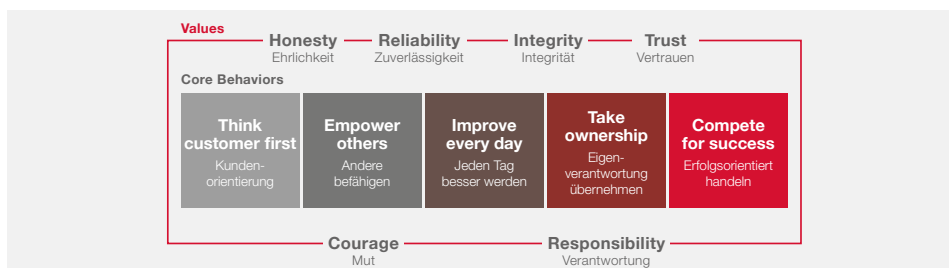 Values
Honesty Reliability Integrity Trust
Ehrlichkeit Zuverlässigkeit Integrität Vertrauen
Core Behaviors
Think
customer first
Kunden-
orientierung
Empower
others
Andere
befähigen
Improve
every day
Jeden Tag
besser werden
Take
ownership
Eigen-
verantwortung
übernehmen
Compete
for success
Erfolgsorientiert
handeln
Courage Responsibility
Mut Verantwortung